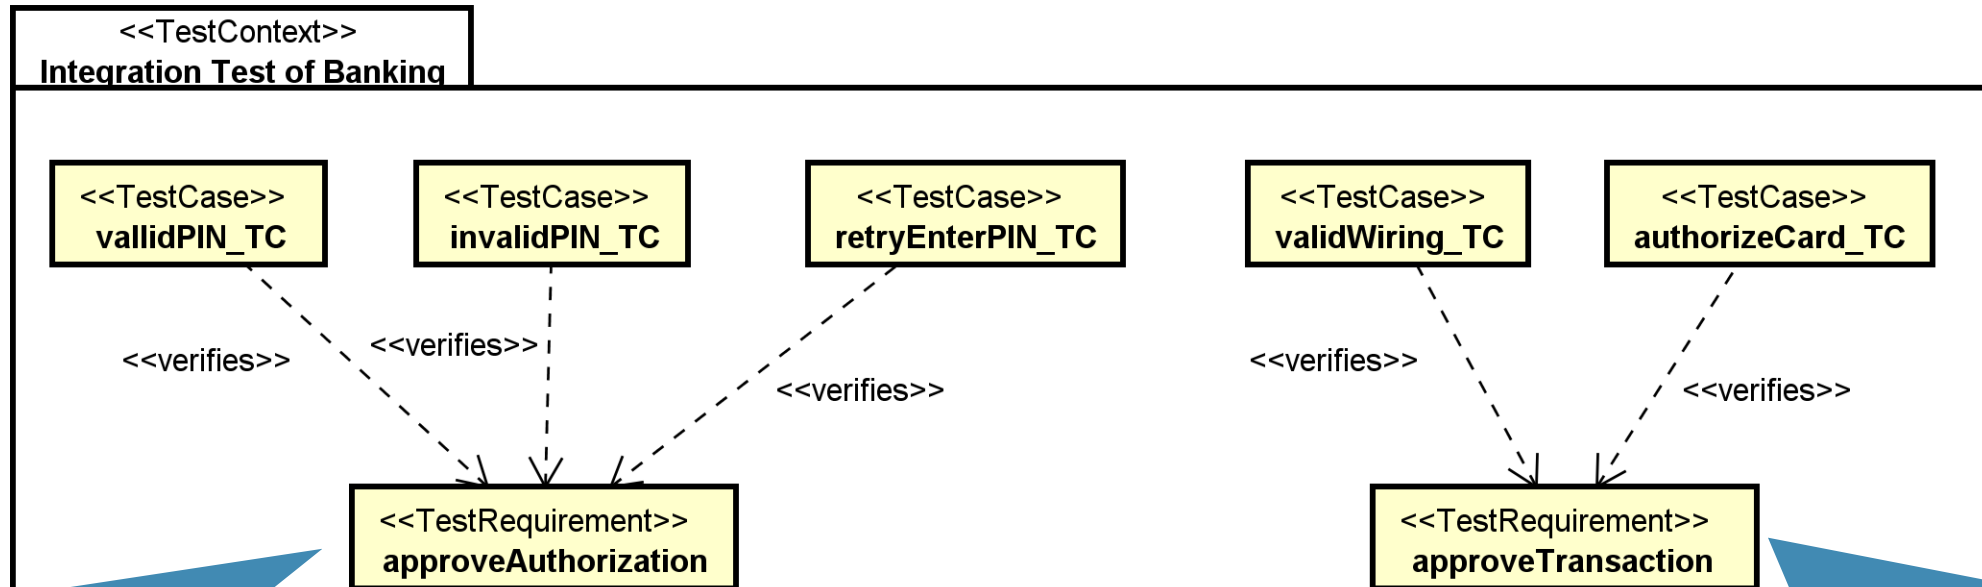 <<TestContext>>
Integration Test of Banking
<<TestCase>>
vallidPIN_TC
<<TestCase>>
invalidPIN_TC
<<TestCase>>
retryEnterPIN_TC
<<TestCase>>
validWiring_TC
<<TestCase>>
authorizeCard_TC
<<verifies>>
<<verifies>>
<<verifies>>
<<verifies>>
<<verifies>>
<<TestRequirement>>
approveAuthorization
<<TestRequirement>>
approveTransaction